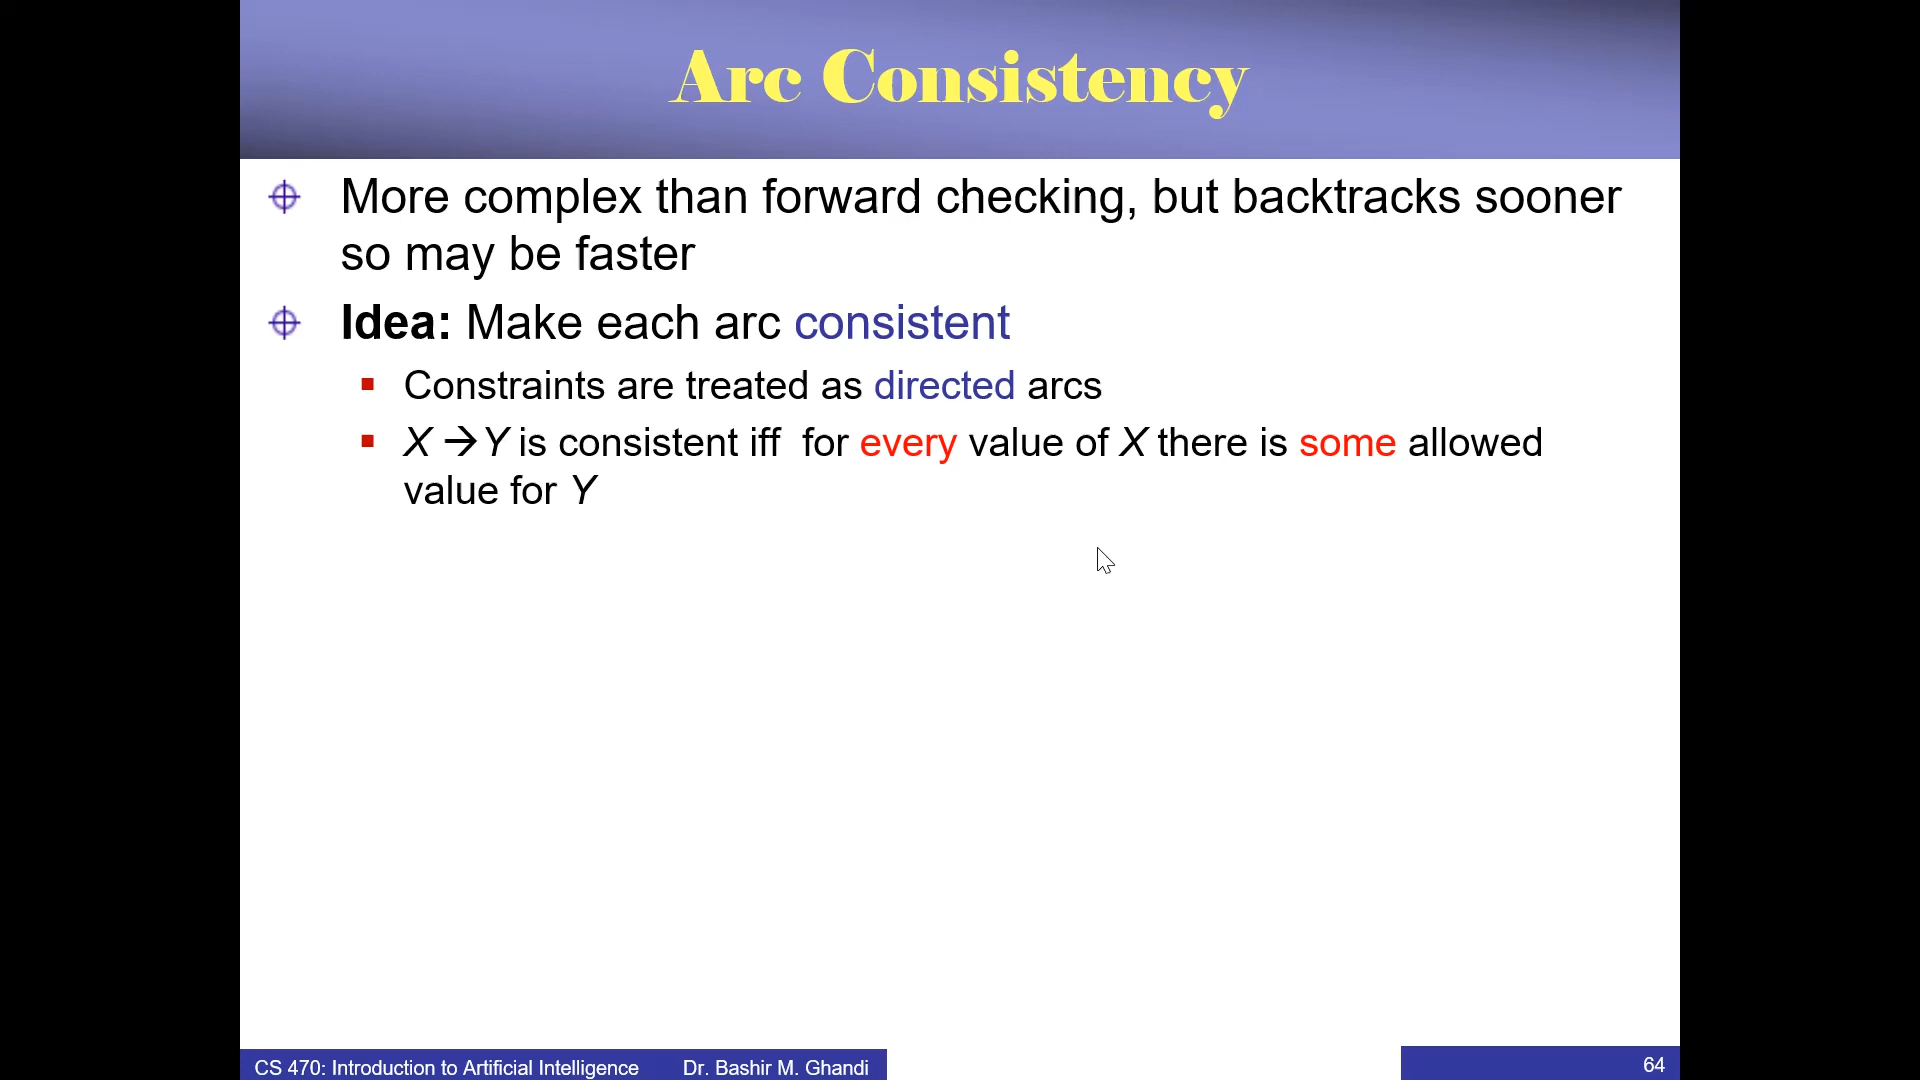 Arc Consistency
More complex than forward checking, but backtracks sooner
so may be faster
Idea: Make each arc consistent
Constraints are treated as directed arcs
X →Y is consistent iff for every value of X there is some allowed
value for Y
CS 470: Introduction to Artificial Intelligence Dr. Bashir M. Ghandi
64